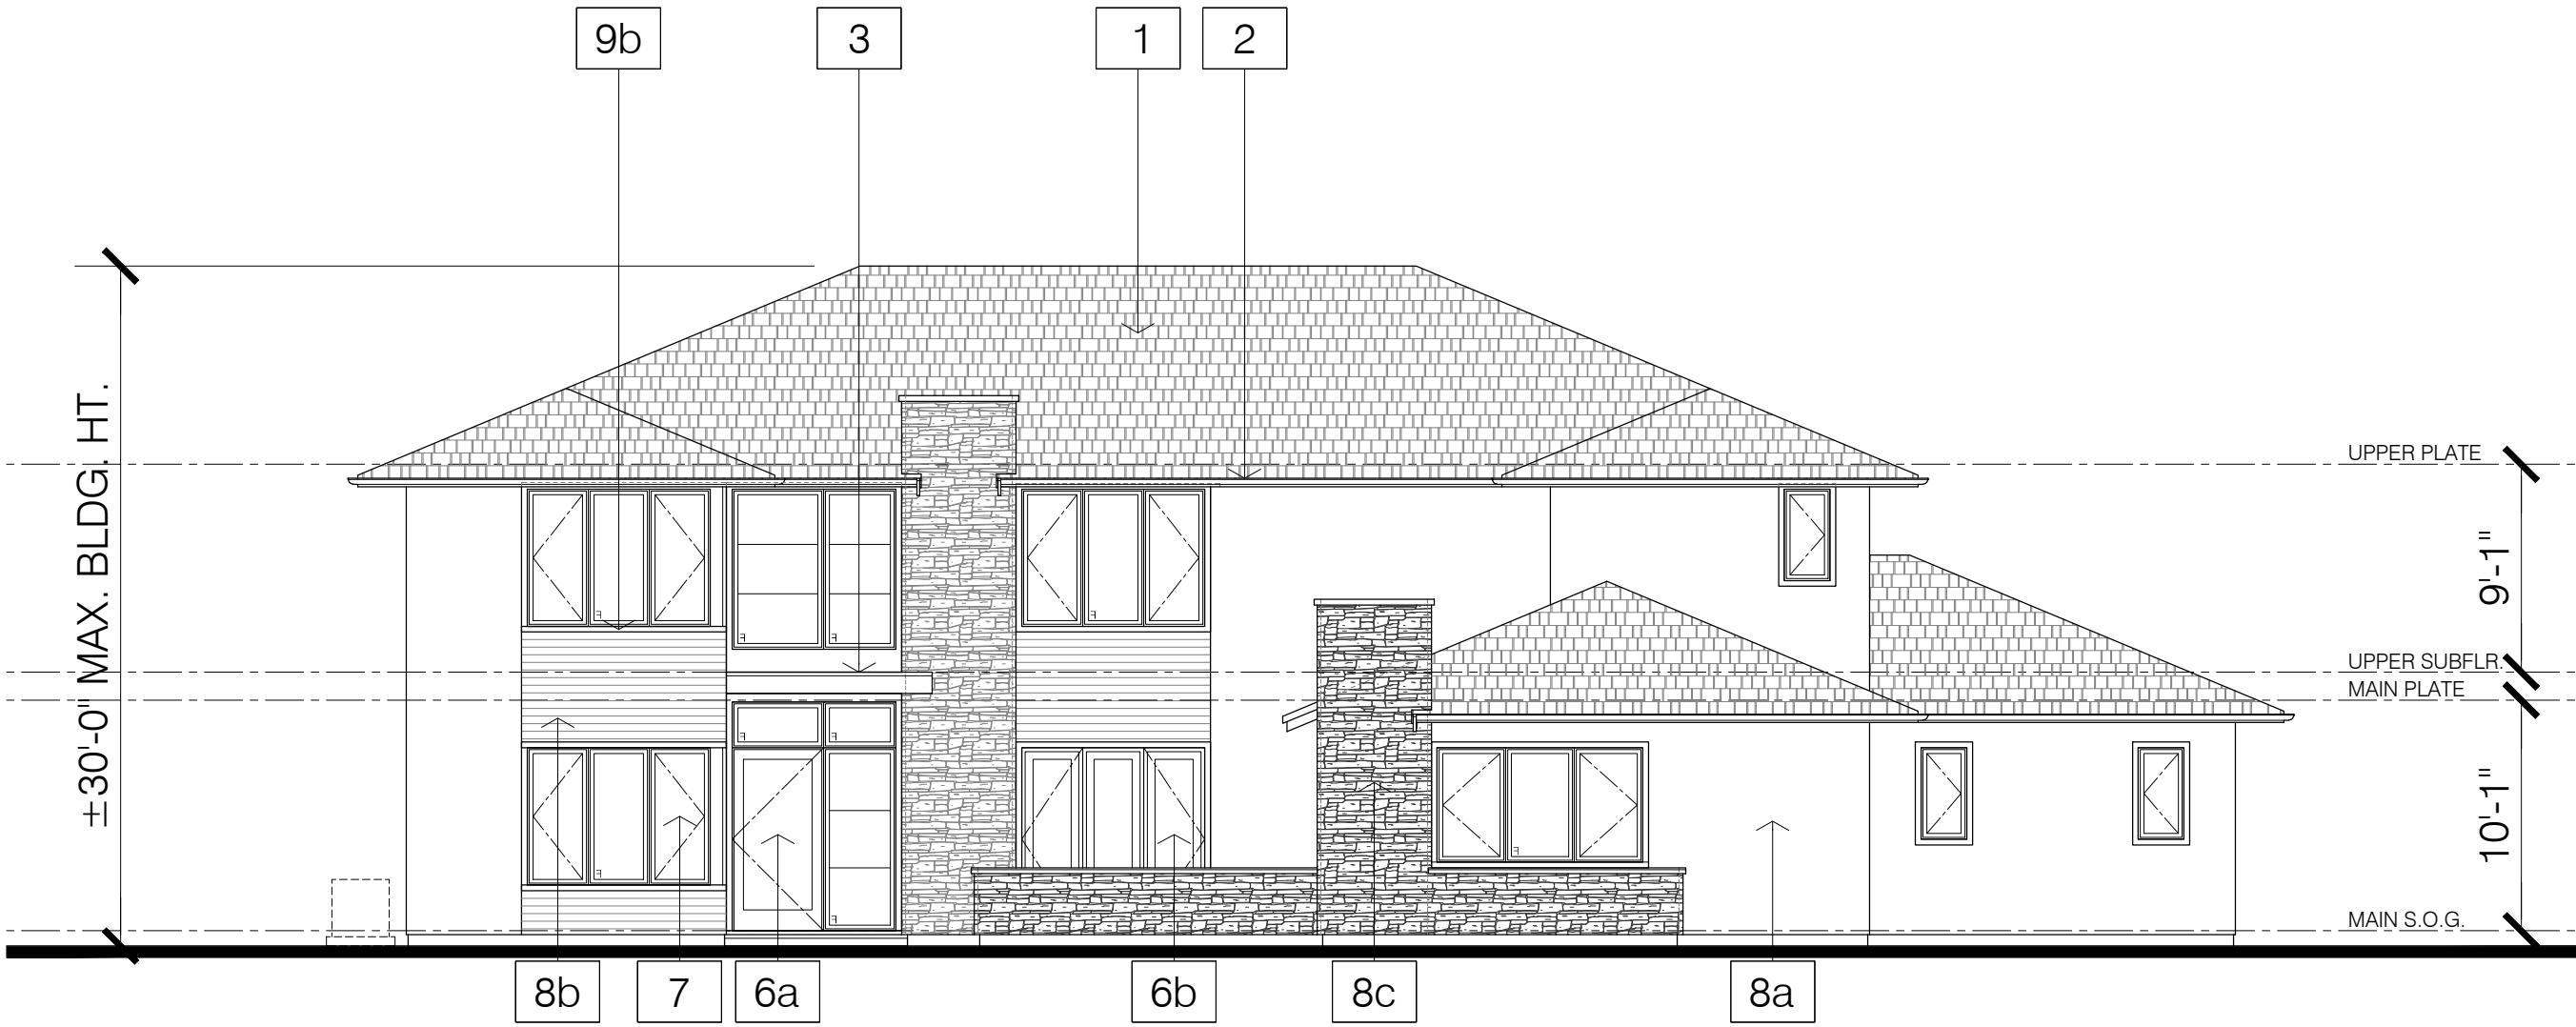 9b
3
1
2
±30'-0" MAX. BLDG. HT.
UPPER PLATE
9'-1"
UPPER SUBFLR.
MAIN PLATE
10'-1"
MAIN S.O.G.
8b
7
6a
6b
8c
8a